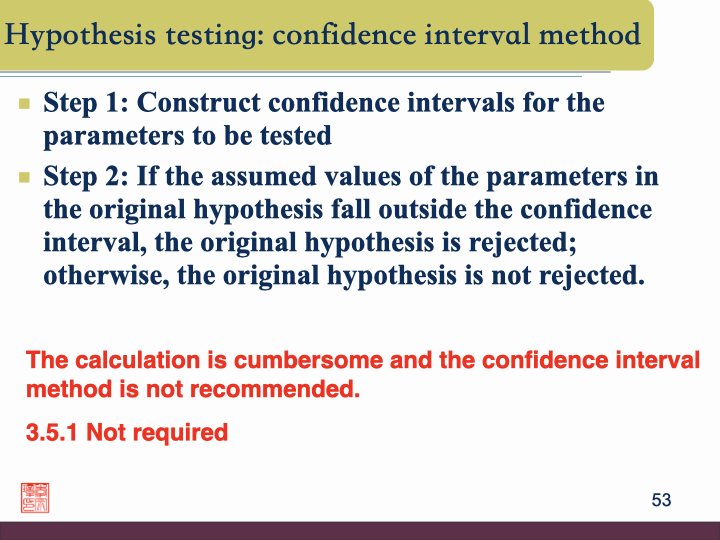 Hypothesis testing: confidence interval method
Step 1: Construct confidence intervals for the
parameters to be tested
Step 2: If the assumed values of the parameters in
the original hypothesis fall outside the confidence
interval, the original hypothesis is rejected;
otherwise, the original hypothesis is not rejected.
The calculation is cumbersome and the confidence interval
method is not recommended.
3.5.1 Not required
53